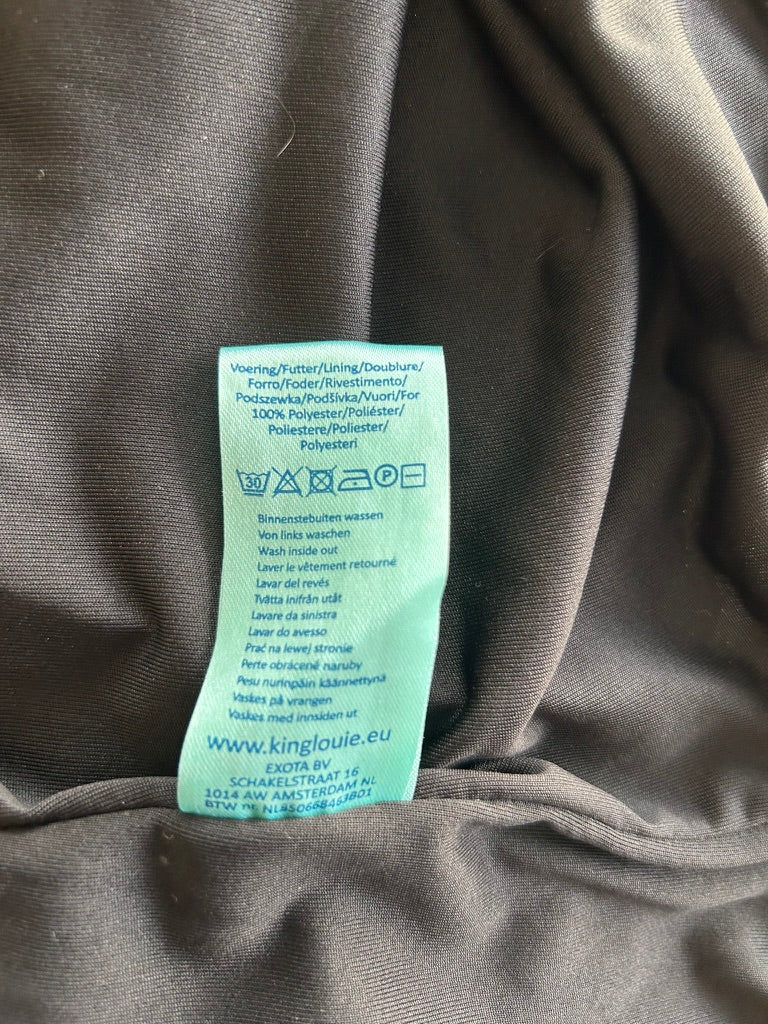 Voering/Futter/Lining/Doublure/
Forro/Foder/Rivestimento/
Podszewka/Podšívka/Vuori/For
100% Polyester/Poliéster/
Poliestere/Poliester/
Polyesteri
30 P
Binnenstebuiten wassen
Von links waschen
Wash inside out
Laver le vêtement retourné
Lavar del revés
Tvätta inifrån utåt
Lavare da sinistra
Lavar do avesso
Prać na lewej stronie
Perte obrácené naruby
Pesu nurinpäin käännettynä
Vaskes på vrangen
Vaskes med innsiden ut
www.kinglouie.eu
EXOTA BV
SCHAKELSTRAAT 16
1014 AW AMSTERDAM NL
BTW